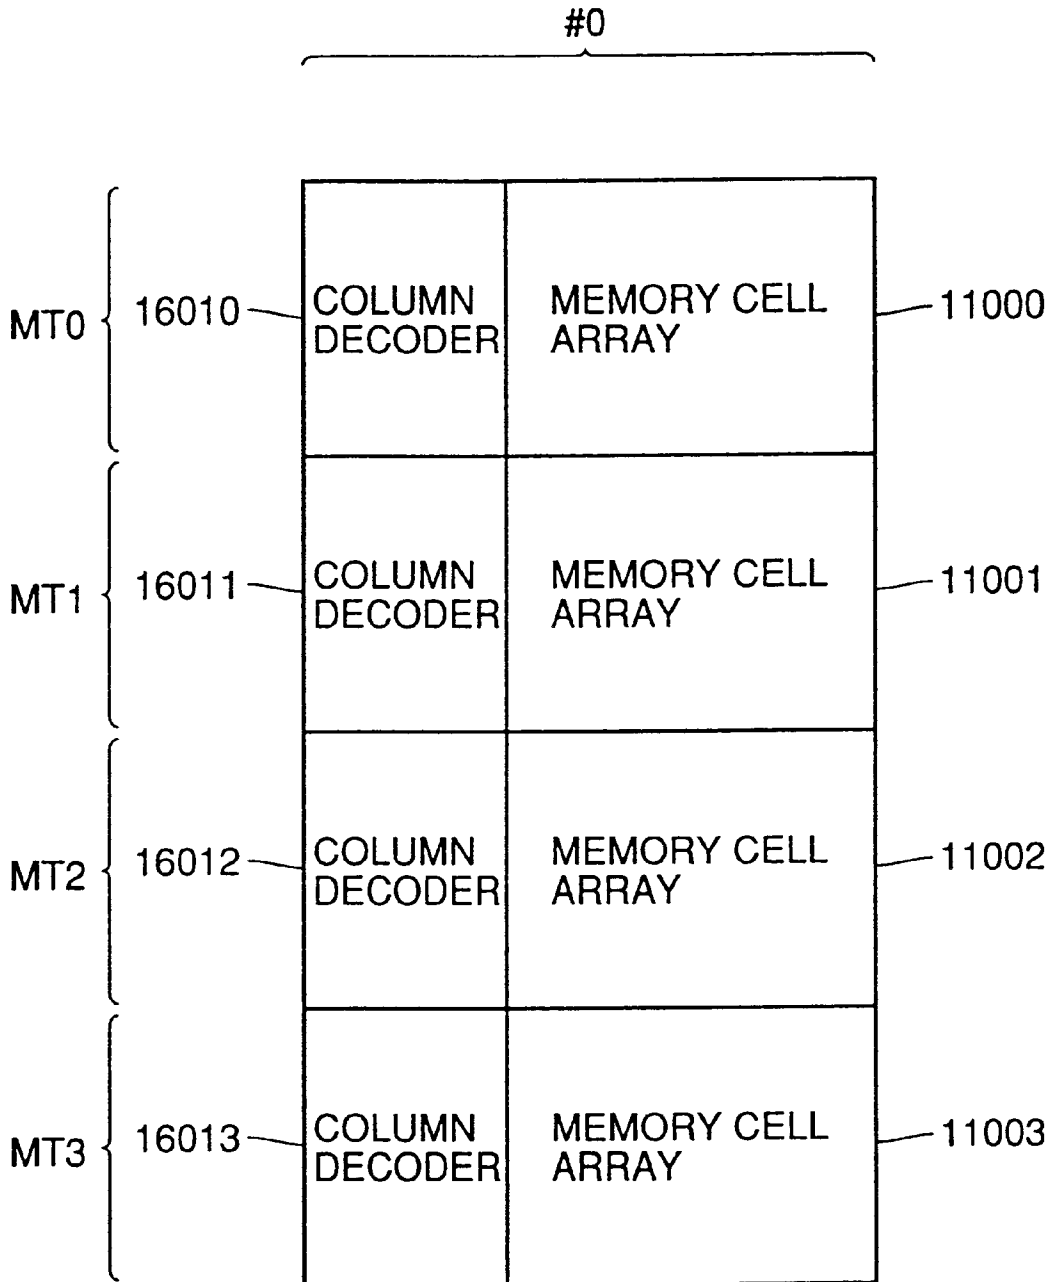 #0
MT0
16010
COLUMN
DECODER
MEMORY CELL
ARRAY
11000
MT1
16011
COLUMN
DECODER
MEMORY CELL
ARRAY
11001
MT2
16012
COLUMN
DECODER
MEMORY CELL
ARRAY
11002
MT3
16013
COLUMN
DECODER
MEMORY CELL
ARRAY
11003